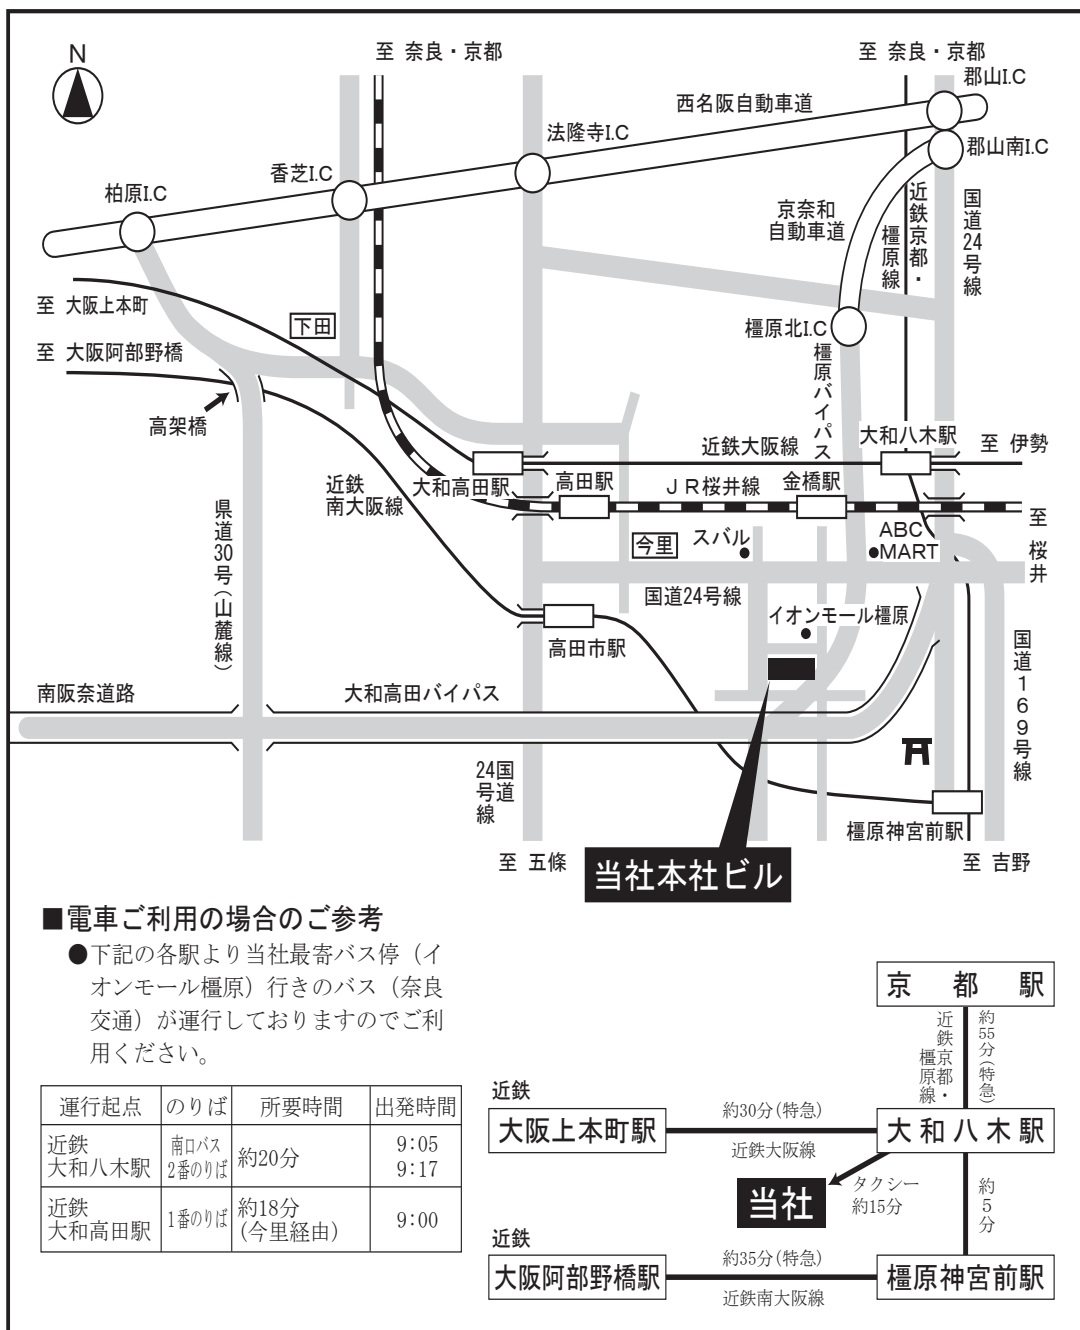 N
至 奈良・京都
至 奈良・京都
郡山I.C
西名阪自動車道
法隆寺I.C
郡山南I.C
香芝I.C
柏原I.C
京奈和
自動車道
近鉄京都・
橿原線
国道24号線
至 大阪上本町
下田
橿原北I.C
至 大阪阿部野橋
橿原バイパス
高架橋
近鉄大阪線
大和八木駅
至 伊勢
近鉄
南大阪線
大和高田駅
高田駅
JR桜井線
金橋駅
至 桜井
県道30号(山麓線)
今里
スバル
ABC
MART
国道24号線
イオンモール橿原
高田市駅
国道169号線
南阪奈道路
大和高田バイパス
国道
24号線
橿原神宮前駅
至 五條
当社本社ビル
至 吉野
■電車ご利用の場合のご参考
●下記の各駅より当社最寄バス停（イ
オンモール橿原）行きのバス（奈良
交通）が運行しておりますのでご利
用ください。
運行起点 のりば 所要時間 出発時間
近鉄
大和八木駅
南口バス
2番のりば
約20分
9:05
9:17
近鉄
大和高田駅
1番のりば
約18分
(今里経由)
9:00
京都駅
近鉄京都・
橿原線
約55分(特急)
近鉄
大阪上本町駅
約30分(特急)
近鉄大阪線
大和八木駅
当社
タクシー
約15分
約5分
近鉄
大阪阿部野橋駅
約35分(特急)
近鉄南大阪線
橿原神宮前駅